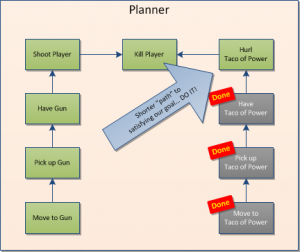 Planner
Shoot Player
Kill Player
Hurl
Taco of Power
Shorter "path" to
satisfying our goal... DO IT!
Have Gun
Done
Have
Taco of Power
Pick up Gun
Done
Pick up
Taco of Power
Move to Gun
Done
Move to
Taco of Power